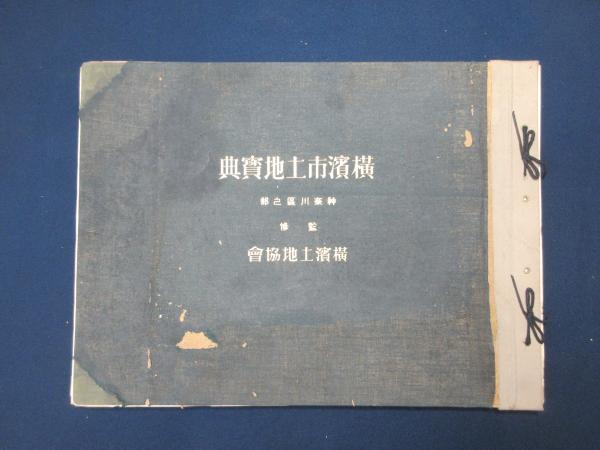 横濱市土地寳典
神奈川區之部
監修
横濱土地協會